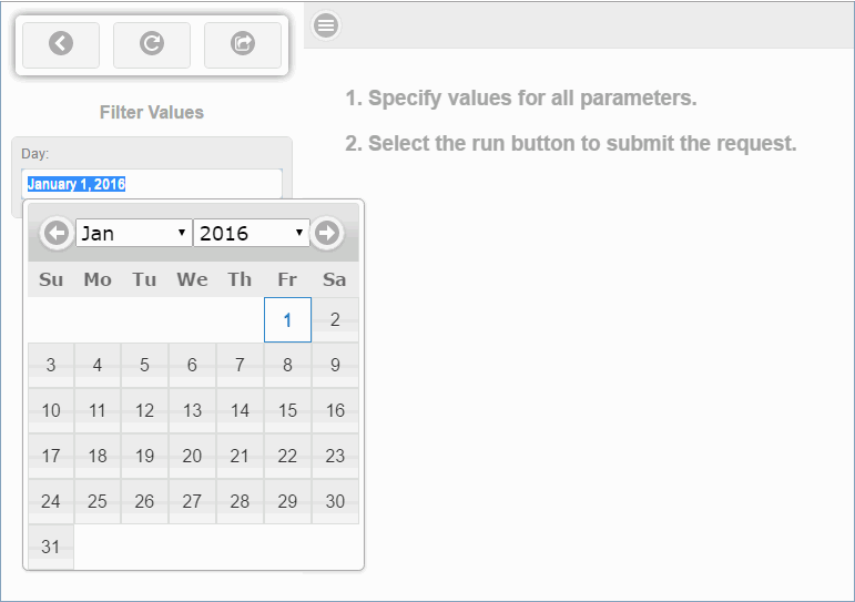 Filter Values
Day:
January 1, 2016
Jan 2016
Su Mo Tu We Th Fr Sa
1 2
3 4 5 6 7 8 9
10 11 12 13 14 15 16
17 18 19 20 21 22 23
24 25 26 27 28 29 30
31
1. Specify values for all parameters.
2. Select the run button to submit the request.